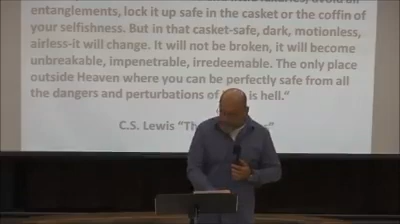 entanglements, lock it up safe in the casket or the coffin of
your selfishness. But in that casket-safe, dark, motionless,
airless-it will change. It will not be broken, it will become
unbreakable, impenetrable, irredeemable. The only place
outside Heaven where you can be perfectly safe from all
the dangers and perturbations of is hell."
C.S. Lewis "Th